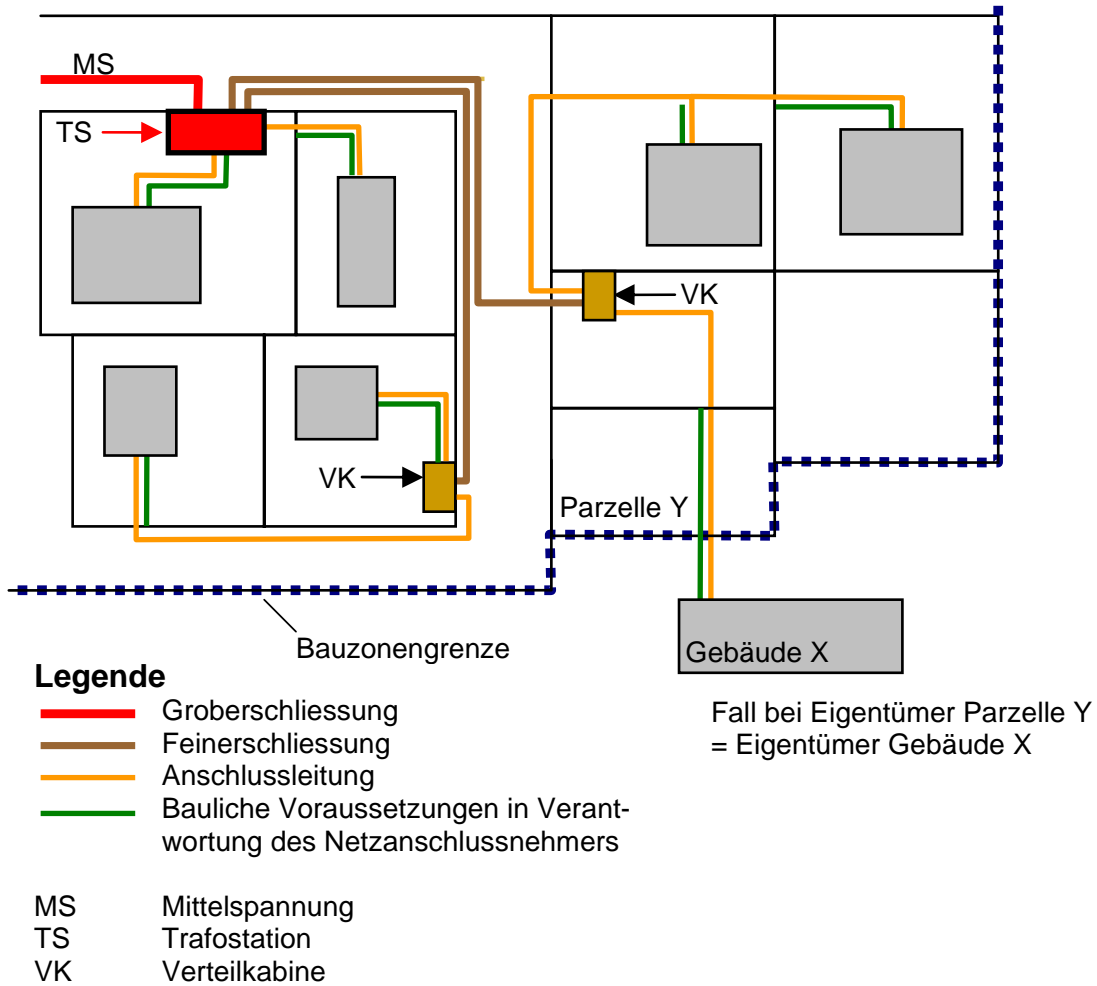 MS
TS
VK
VK
Parzelle Y
Bauzonengrenze
Gebäude X
Legende
Groberschliessung
Feinerschliessung
Anschlussleitung
Bauliche Voraussetzungen in Verant-
wortung des Netzanschlussnehmers
Fall bei Eigentümer Parzelle Y
= Eigentümer Gebäude X
MS Mittelspannung
TS Trafostation
VK Verteilkabine